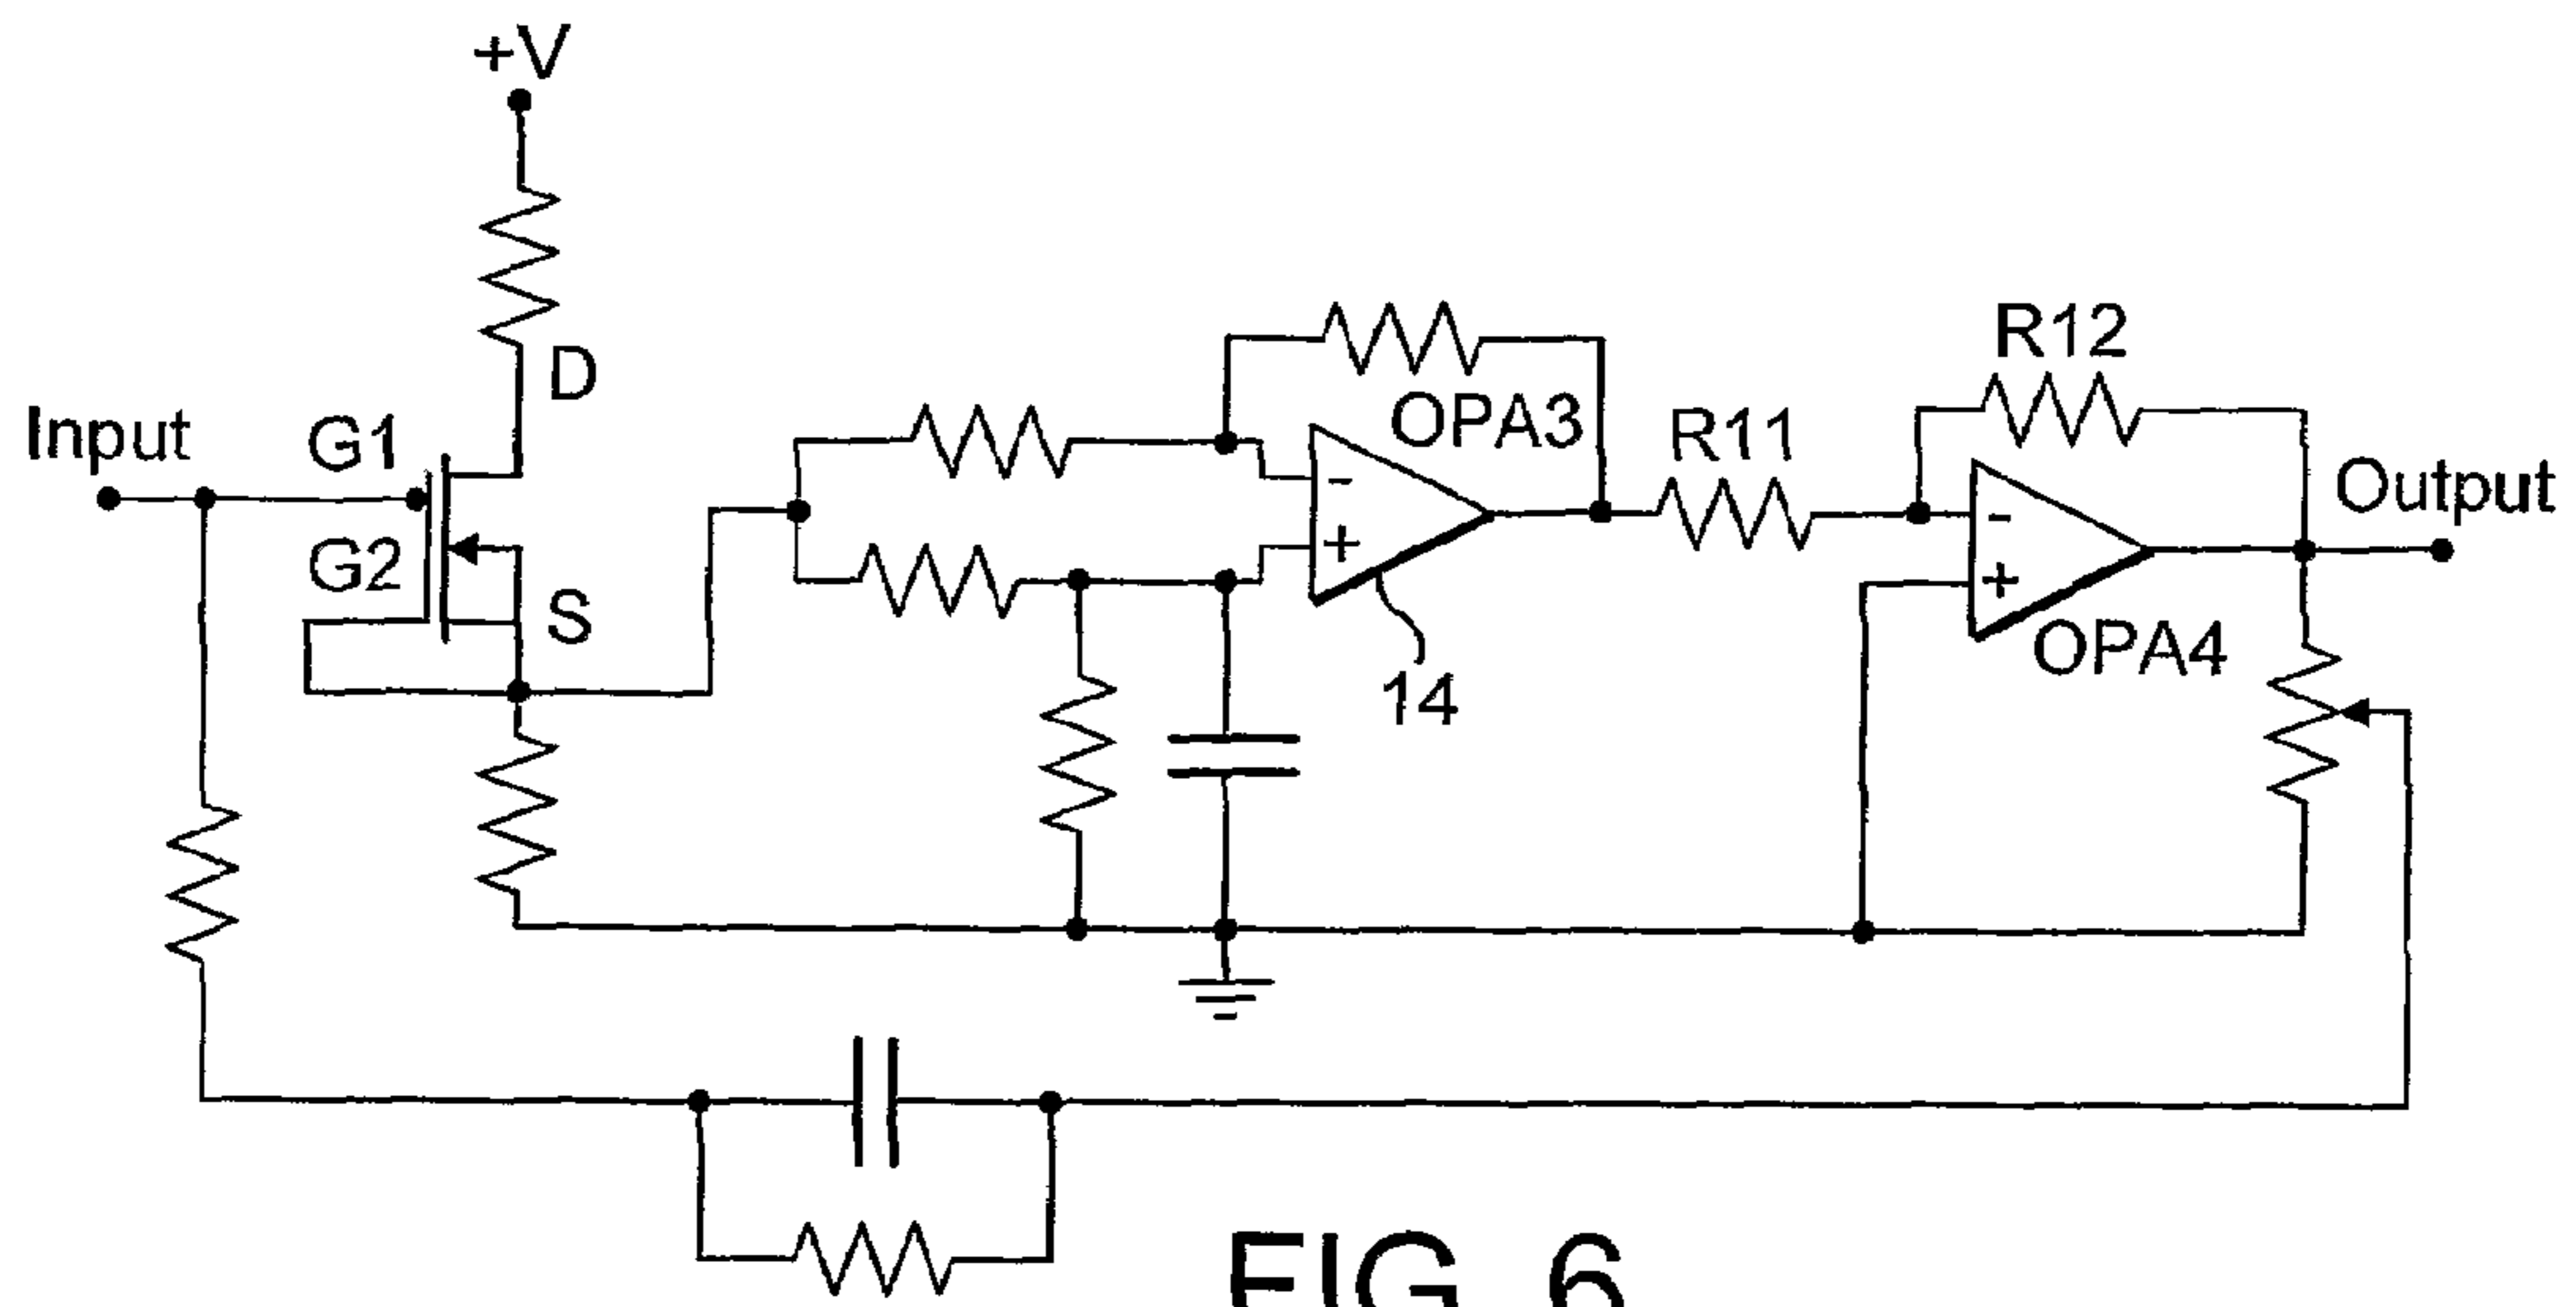 +V
D
Input
G1
G2
S
OPA3
-
+
14
R11
R12
-
+
OPA4
Output
FIG. 6